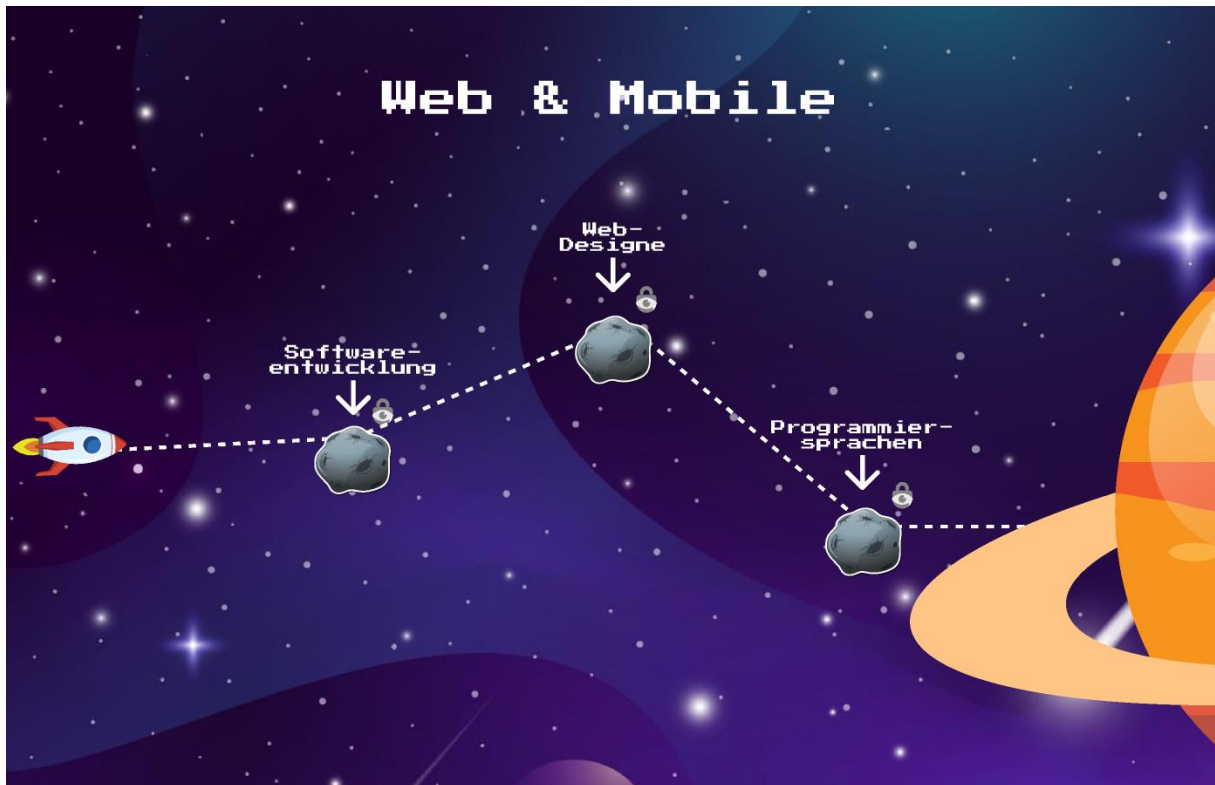 Web & Mobile
Web-
Designe
Software-
entwicklung
Programmier-
sprachen